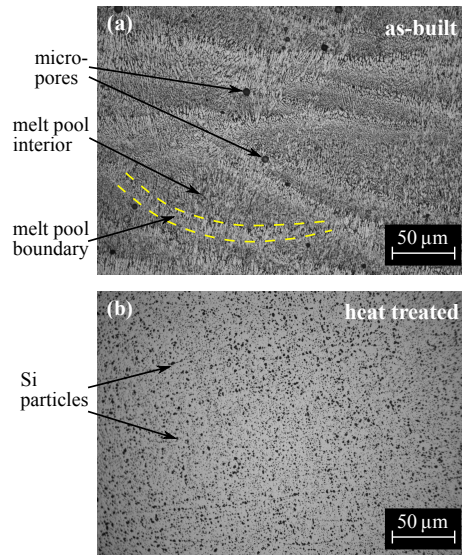 (a)
as-built
micro-
pores
melt pool
interior
melt pool
boundary
50 µm
(b)
heat treated
Si
particles
50 µm